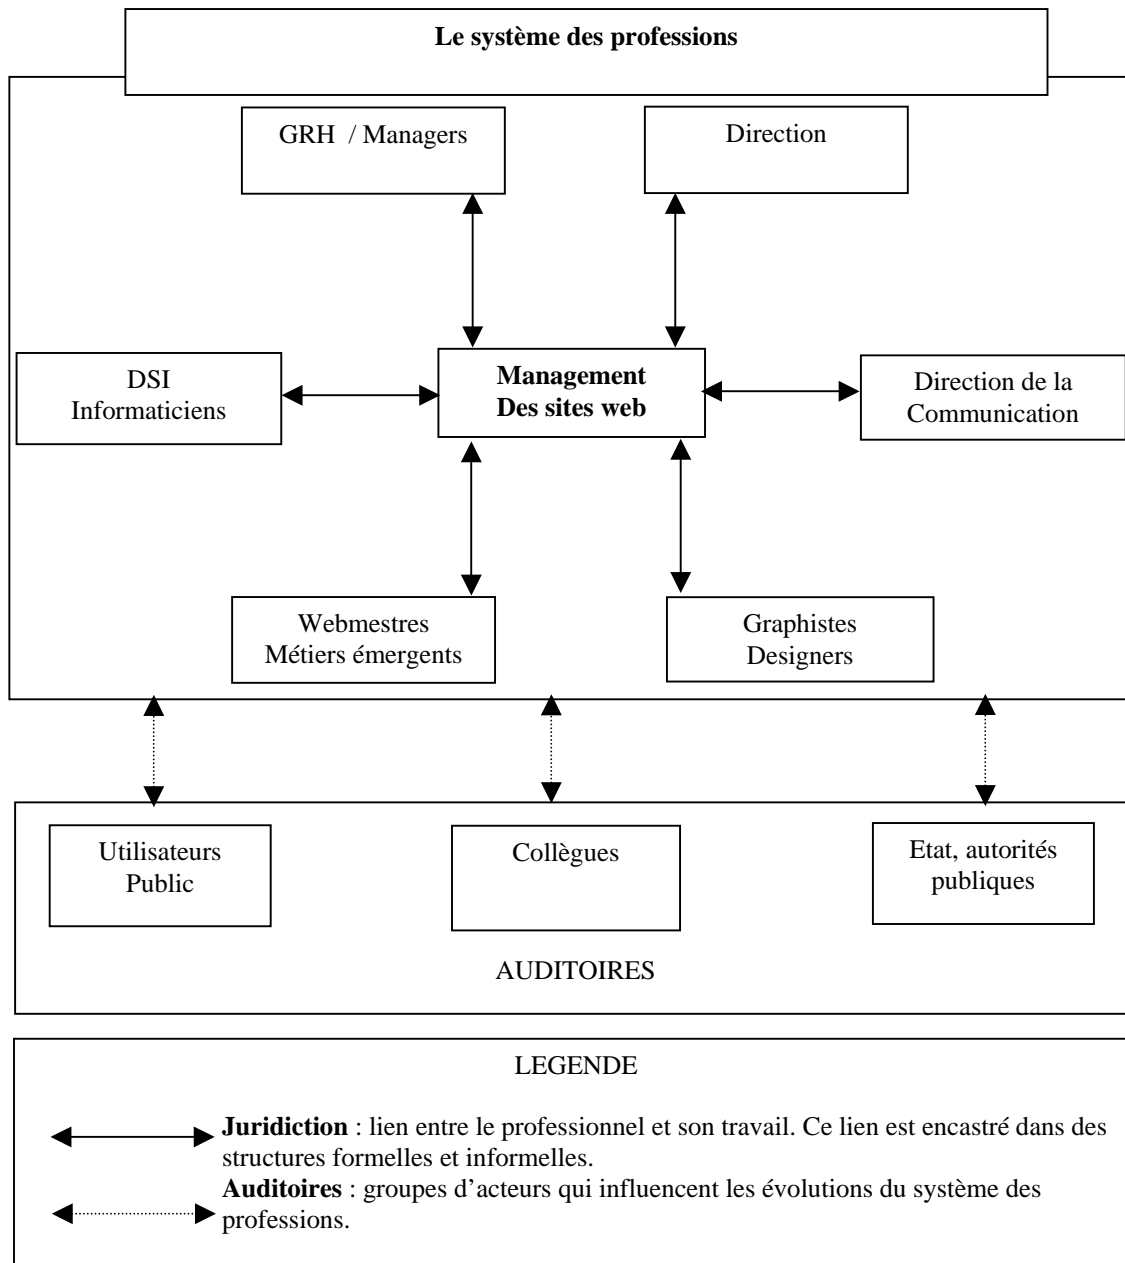 Le système des professions
GRH / Managers
Direction
DSI
Informaticiens
Management
Des sites web
Direction de la
Communication
Webmestres
Métiers émergents
Graphistes
Designers
Utilisateurs
Public
Collègues
Etat, autorités
publiques
AUDITOIRES
LEGENDE
Juridiction : lien entre le professionnel et son travail. Ce lien est encastré dans des
structures formelles et informelles.
Auditoires : groupes d’acteurs qui influencent les évolutions du système des
professions.